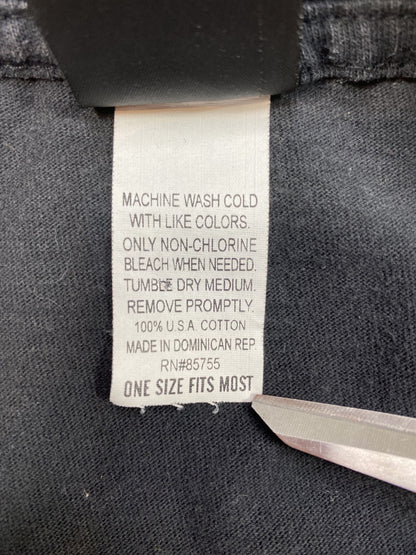 MACHINE WASH COLD
WITH LIKE COLORS.
ONLY NON-CHLORINE
BLEACH WHEN NEEDED.
TUMBLE DRY MEDIUM.
REMOVE PROMPTLY.
100% U.S.A. COTTON
MADE IN DOMINICAN REP
RN#85755
ONE SIZE FITS MOST